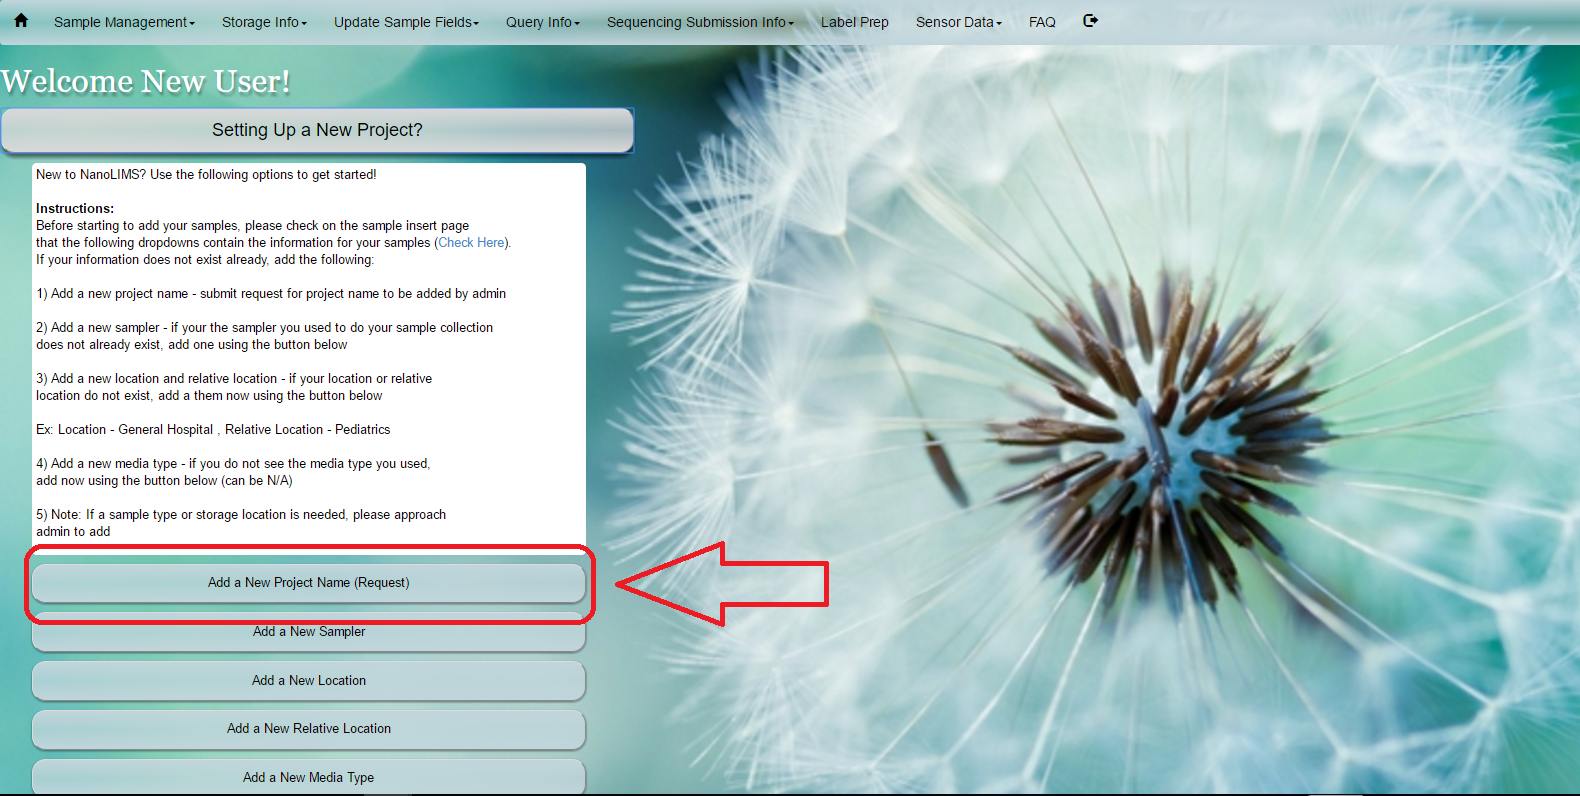 Sample Management Storage Info Update Sample Fields Query Info Sequencing Submission Info Label Prep Sensor Data FAQ
Welcome New User!
Setting Up a New Project?
New to NanoLIMS? Use the following options to get started!
Instructions:
Before starting to add your samples, please check on the sample insert page
that the following dropdowns contain the information for your samples (Check Here).
If your information does not exist already, add the following:
1) Add a new project name - submit request for project name to be added by admin
2) Add a new sampler - if your the sampler you used to do your sample collection
does not already exist, add one using the button below
3) Add a new location and relative location - if your location or relative
location do not exist, add a them now using the button below
Ex: Location - General Hospital , Relative Location - Pediatrics
4) Add a new media type - if you do not see the media type you used,
add now using the button below (can be N/A)
5) Note: If a sample type or storage location is needed, please approach
admin to add
Add a New Project Name (Request)
Add a New Sampler
Add a New Location
Add a New Relative Location
Add a New Media Type